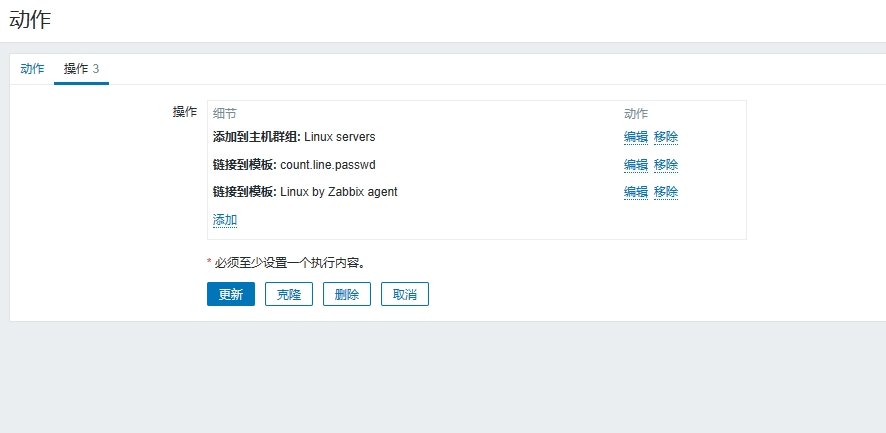 动作
动作 操作 3
操作 细节 动作
添加到主机群组: Linux servers 编辑 移除
链接到模板: count.line.passwd 编辑 移除
链接到模板: Linux by Zabbix agent 编辑 移除
添加
* 必须至少设置一个执行内容。
更新 克隆 删除 取消